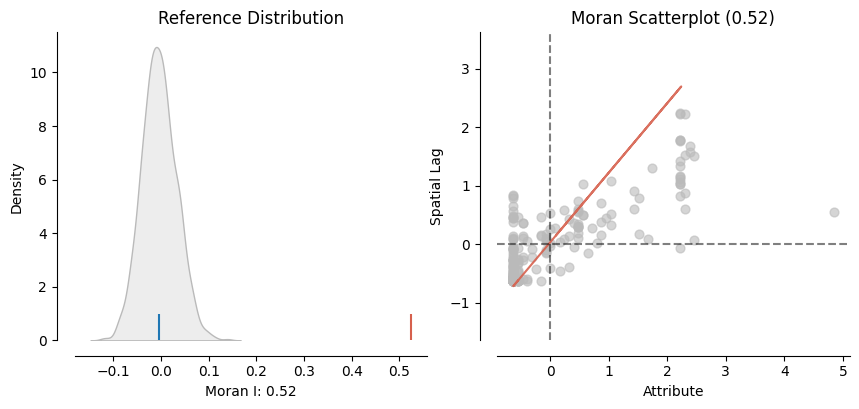 Reference Distribution
Density
10
8
6
4
2
0
−0.1 0.0 0.1 0.2 0.3 0.4 0.5
Moran I: 0.52
Moran Scatterplot (0.52)
Spatial Lag
3
2
1
0
−1
0 1 2 3 4 5
Attribute